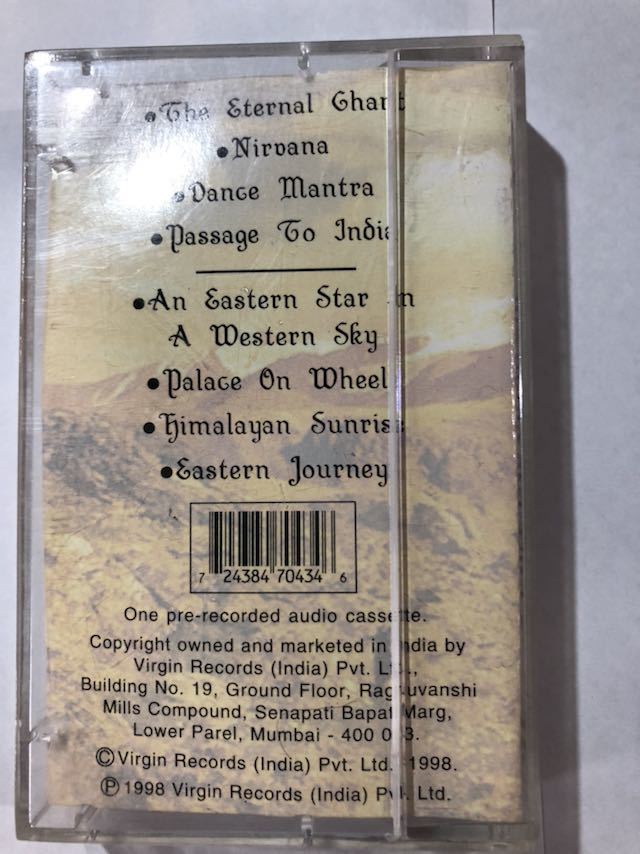 •The Eternal Chant
•Nirvana
•Dance Mantra
•Passage To India
•An Eastern Star In
A Western Sky
•Palace On Wheel
•Himalayan Sunrise
•Eastern Journey
7 24384 70434 6
One pre-recorded audio cassette.
Copyright owned and marketed in India by
Virgin Records (India) Pvt. Ltd.,
Building No. 19, Ground Floor, Raghuvanshi
Mills Compound, Senapati Bapat Marg,
Lower Parel, Mumbai - 400 013.
©Virgin Records (India) Pvt. Ltd. 1998.
℗ 1998 Virgin Records (India) Pvt. Ltd.